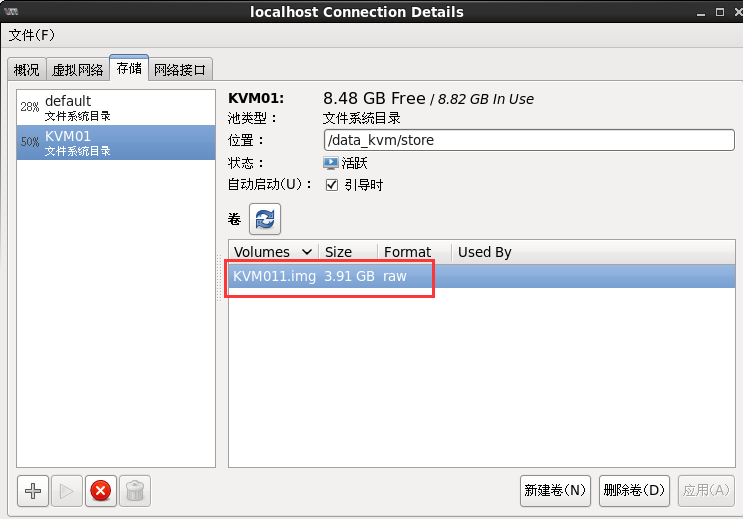 localhost Connection Details
文件(F)
概况 虚拟网络 存储 网络接口
28% default
文件系统目录
50% KVM01
文件系统目录
KVM01: 8.48 GB Free / 8.82 GB In Use
池类型： 文件系统目录
位置： /data_kvm/store
状态： 活跃
自动启动(U)： 引导时
卷
Volumes Size Format Used By
KVM011.img 3.91 GB raw
新建卷(N) 删除卷(D) 应用(A)